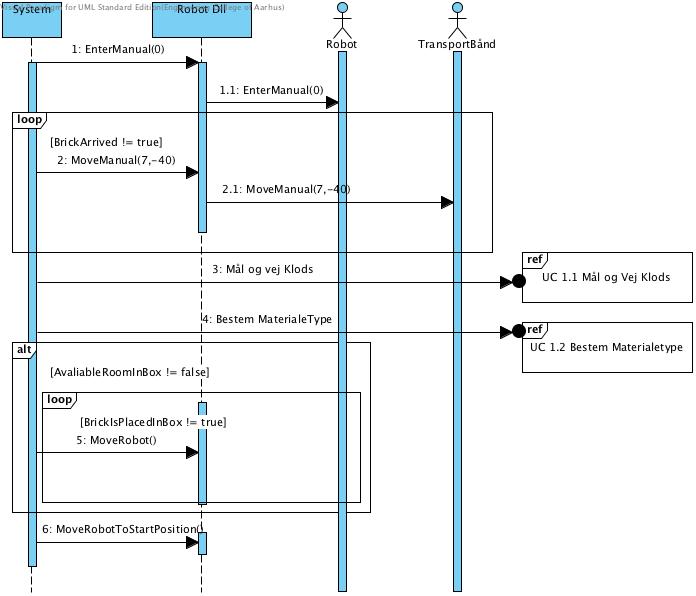 for UML Standard Edition(Eng
of Aarhus)
System
Robot Dll
Robot
TransportBånd
1: EnterManual(0)
1.1: EnterManual(0)
loop
[BrickArrived != true]
2: MoveManual(7,-40)
2.1: MoveManual(7,-40)
3: Mål og vej Klods
ref
UC 1.1 Mål og Vej Klods
4: Bestem MaterialeType
ref
UC 1.2 Bestem Materialetype
alt
[AvaliableRoomInBox != false]
loop
[BrickIsPlacedInBox != true]
5: MoveRobot()
6: MoveRobotToStartPosition()